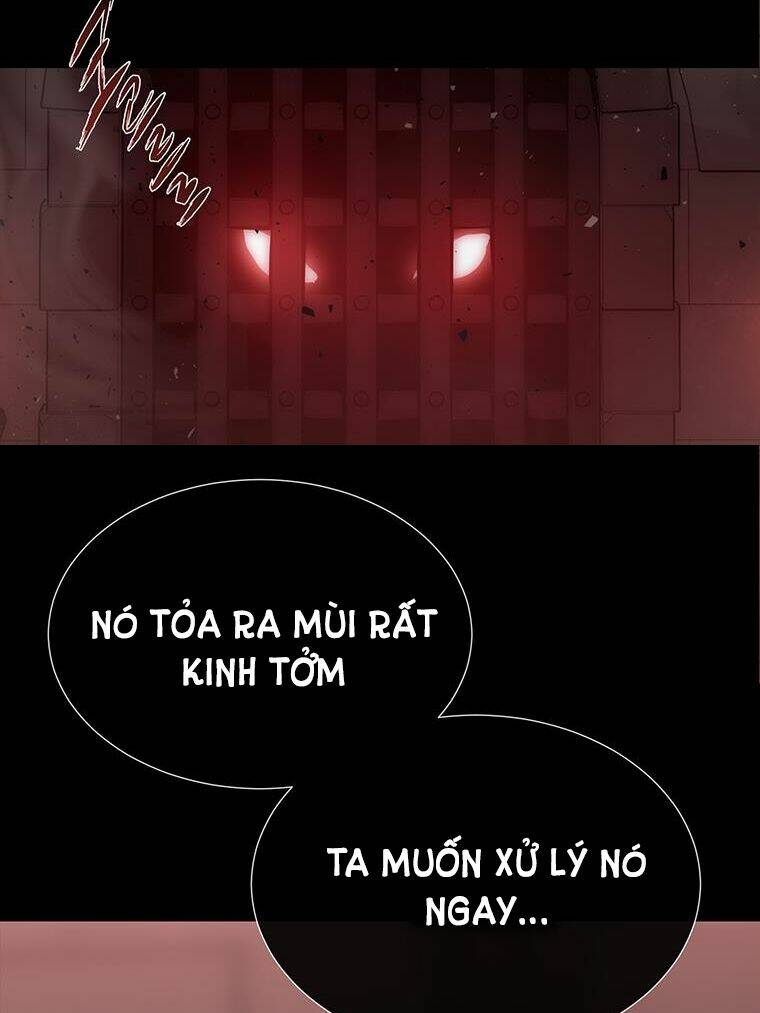 NÓ TỎA RA MÙI RẤT
KINH TỞM
TA MUỐN XỬ LÝ NÓ
NGAY...